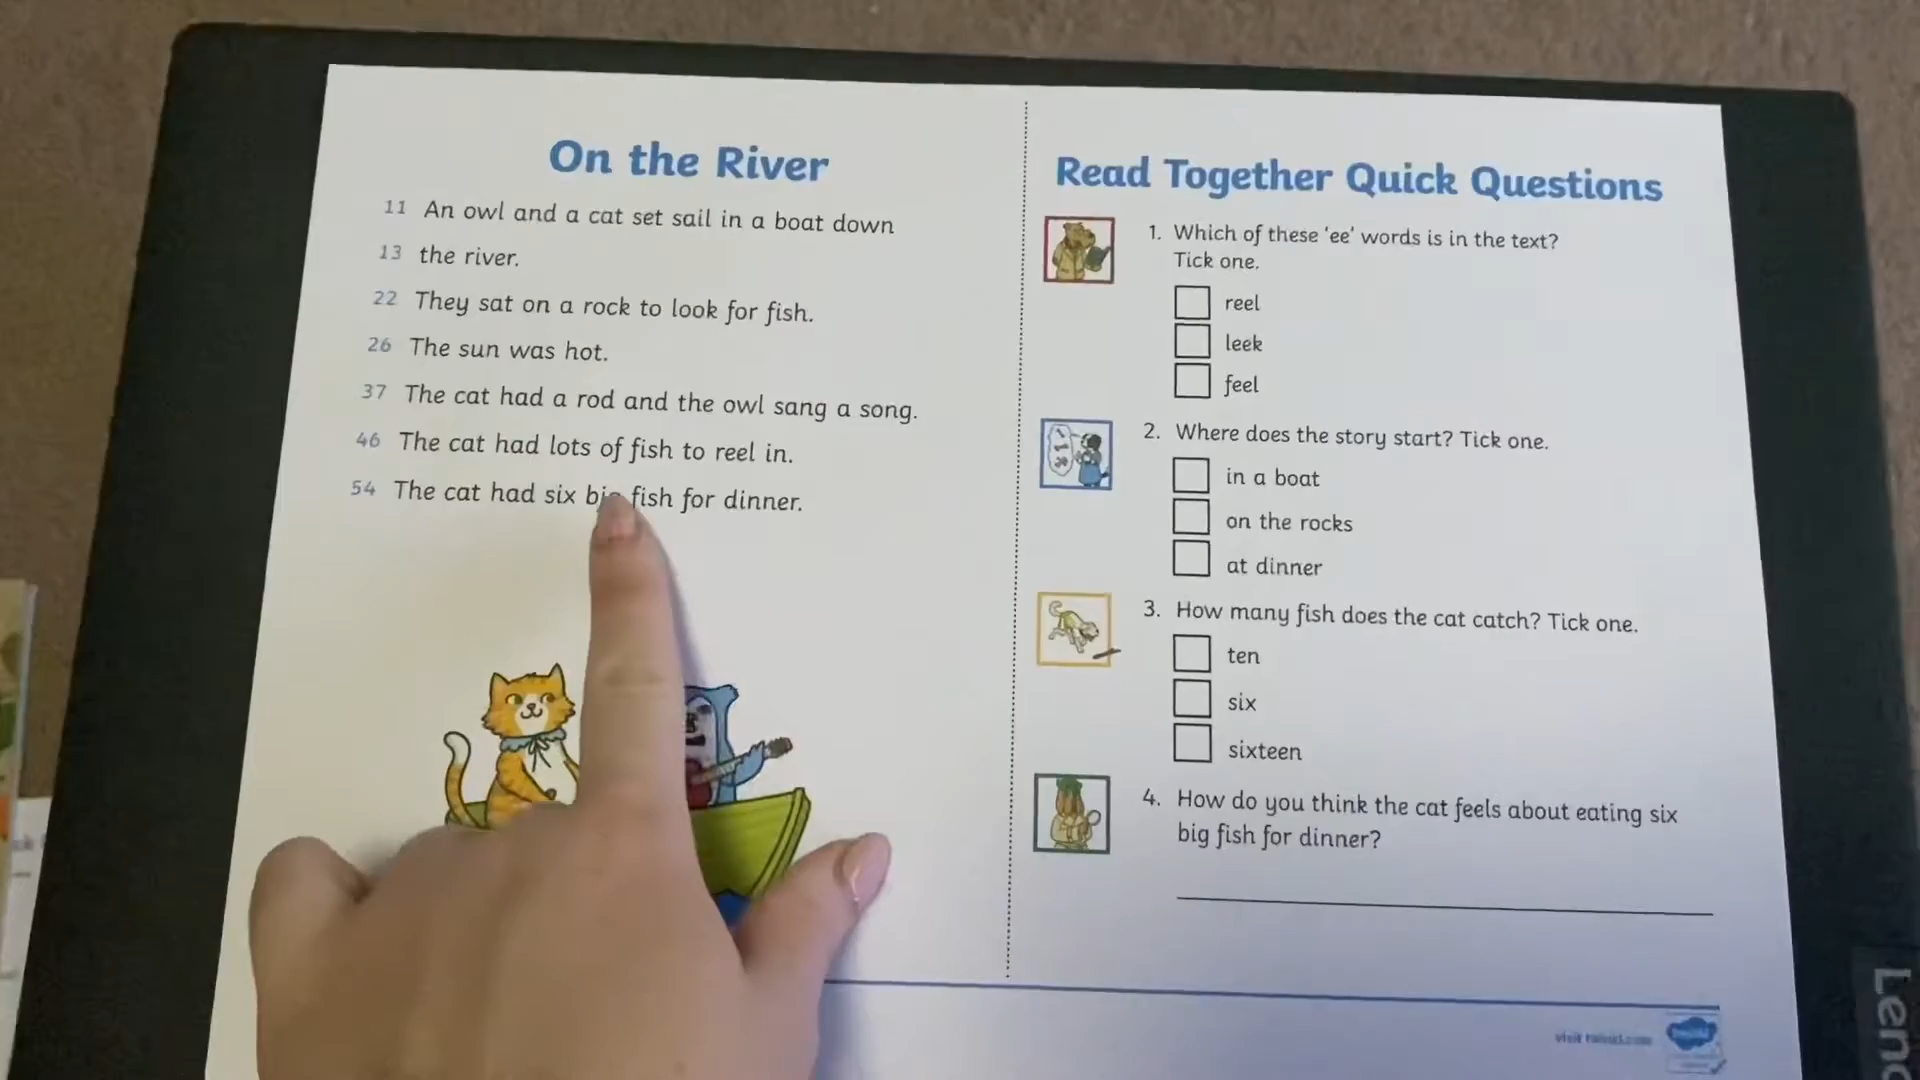 On the River
11 An owl and a cat set sail in a boat down
13 the river.
22 They sat on a rock to look for fish.
26 The sun was hot.
37 The cat had a rod and the owl sang a song.
46 The cat had lots of fish to reel in.
54 The cat had six big fish for dinner.
Read Together Quick Questions
1. Which of these ‘ee’ words is in the text?
Tick one.
reel
leek
feel
2. Where does the story start? Tick one.
in a boat
on the rocks
at dinner
3. How many fish does the cat catch? Tick one.
ten
six
sixteen
4. How do you think the cat feels about eating six
big fish for dinner?
visit twinkl.com
Leno